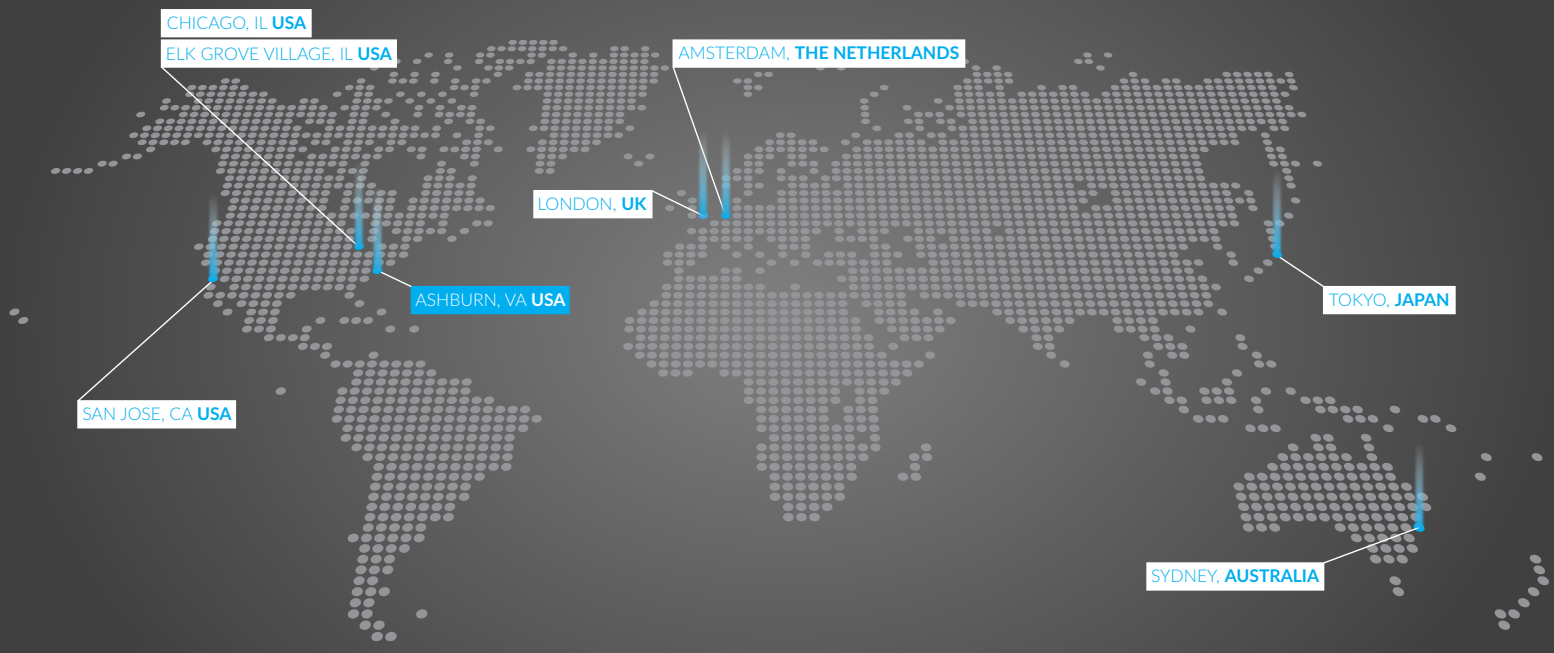 CHICAGO, IL USA
ELK GROVE VILLAGE, IL USA
AMSTERDAM, THE NETHERLANDS
LONDON, UK
ASHBURN, VA USA
TOKYO, JAPAN
SAN JOSE, CA USA
SYDNEY, AUSTRALIA